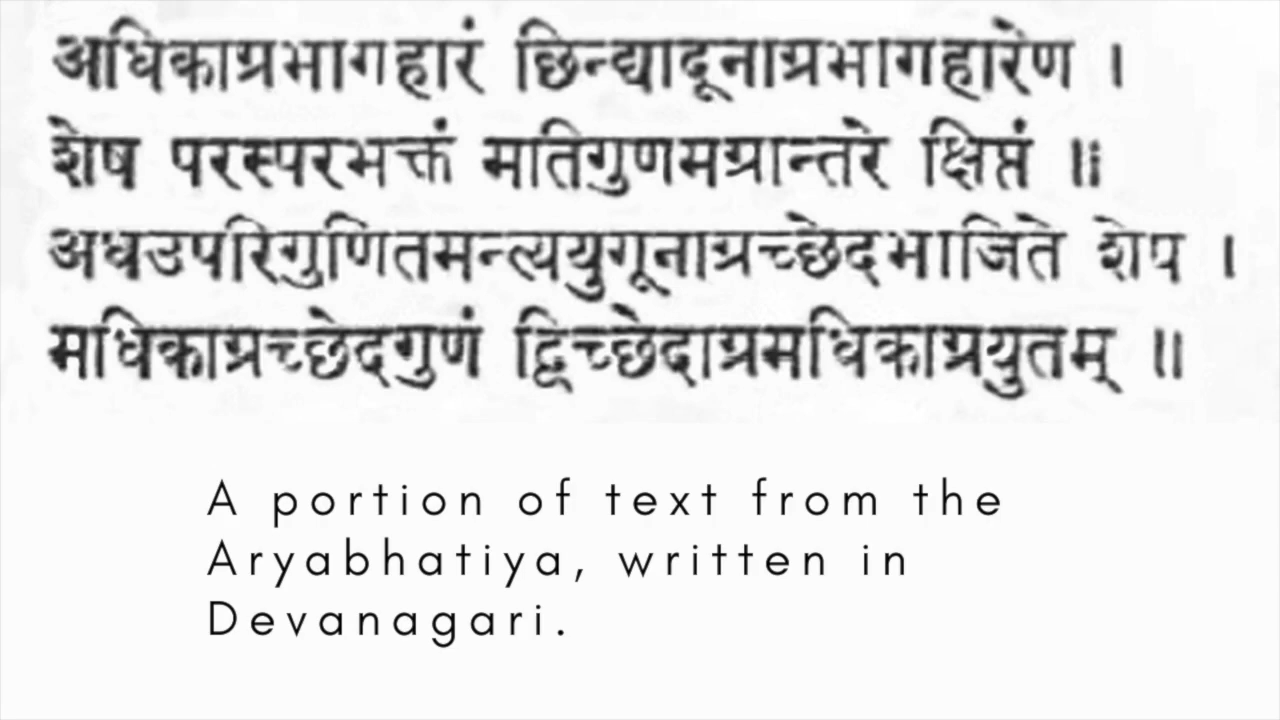 अधिकाग्रभागहारं छिन्द्यादूनाग्रभागहारेण ।
शेष परस्परभक्तं मतिगुणमग्रान्तरे क्षिप्तं ॥
अधउपरिगुणितमन्त्ययुगूनाग्रच्छेदभाजिते शेष ।
मधिकाग्रच्छेदगुणं द्विच्छेदाग्रमधिकाग्रयुतम् ॥
A portion of text from the
Aryabhatiya, written in
Devanagari.